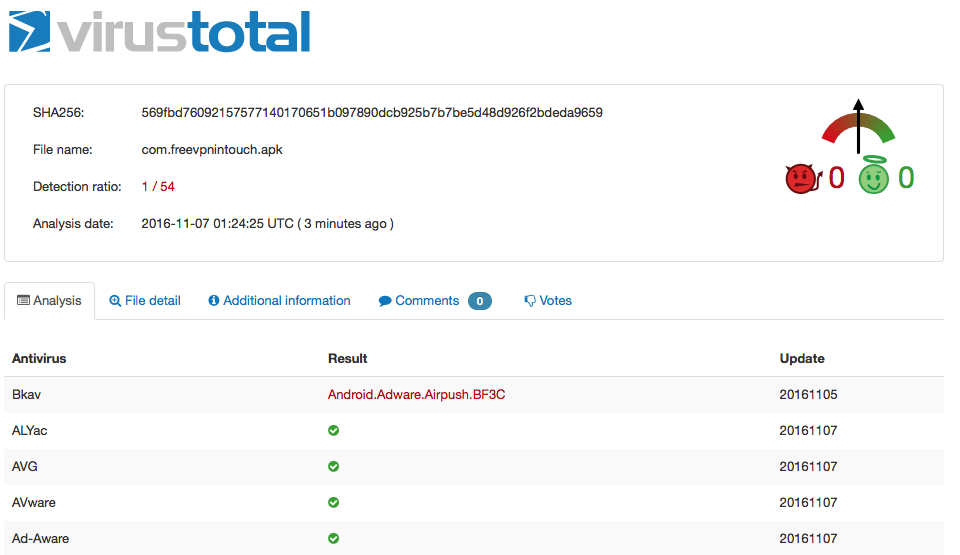 virustotal
SHA256: 569fbd76092157577140170651b097890dcb925b7b7be5d48d926f2bdeda9659
File name: com.freevpnintouch.apk
Detection ratio: 1 / 54
Analysis date: 2016-11-07 01:24:25 UTC ( 3 minutes ago )
0 0
Analysis File detail Additional information Comments 0 Votes
Antivirus Result Update
Bkav Android.Adware.Airpush.BF3C 20161105
ALYac 20161107
AVG 20161107
AVware 20161107
Ad-Aware 20161107